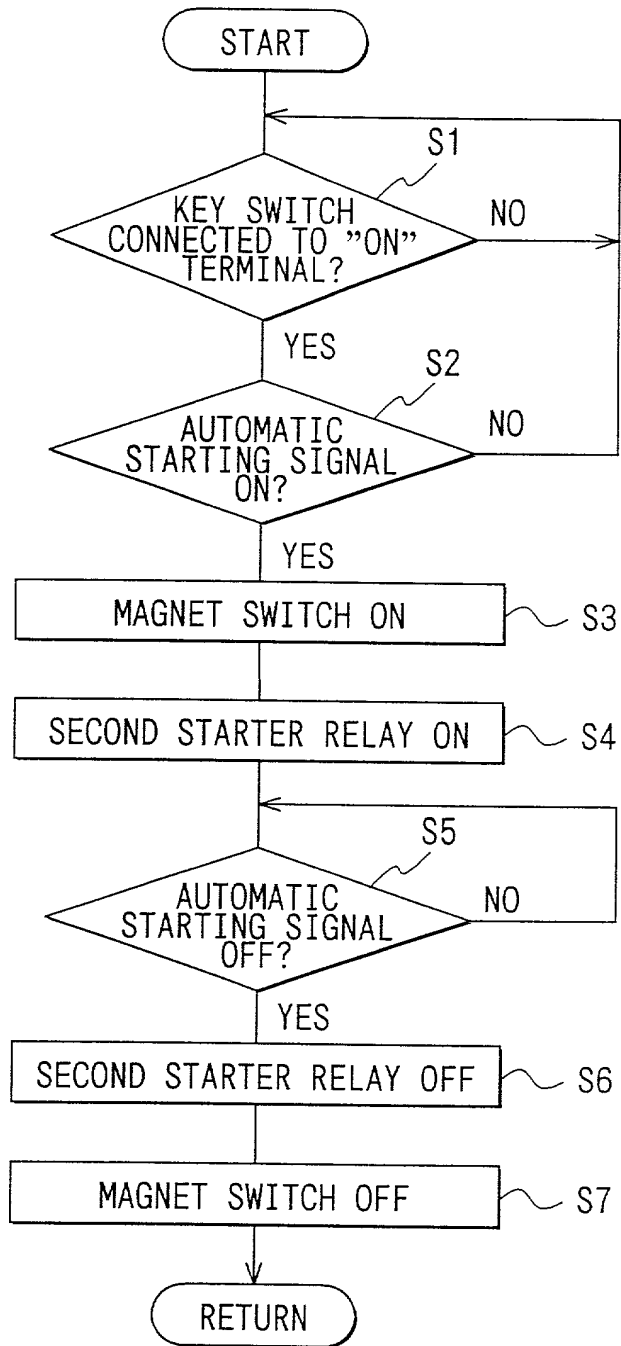 START
S1
KEY SWITCH
CONNECTED TO "ON"
TERMINAL?
NO
YES
S2
AUTOMATIC
STARTING SIGNAL
ON?
NO
YES
MAGNET SWITCH ON
S3
SECOND STARTER RELAY ON
S4
S5
AUTOMATIC
STARTING SIGNAL
OFF?
NO
YES
SECOND STARTER RELAY OFF
S6
MAGNET SWITCH OFF
S7
RETURN